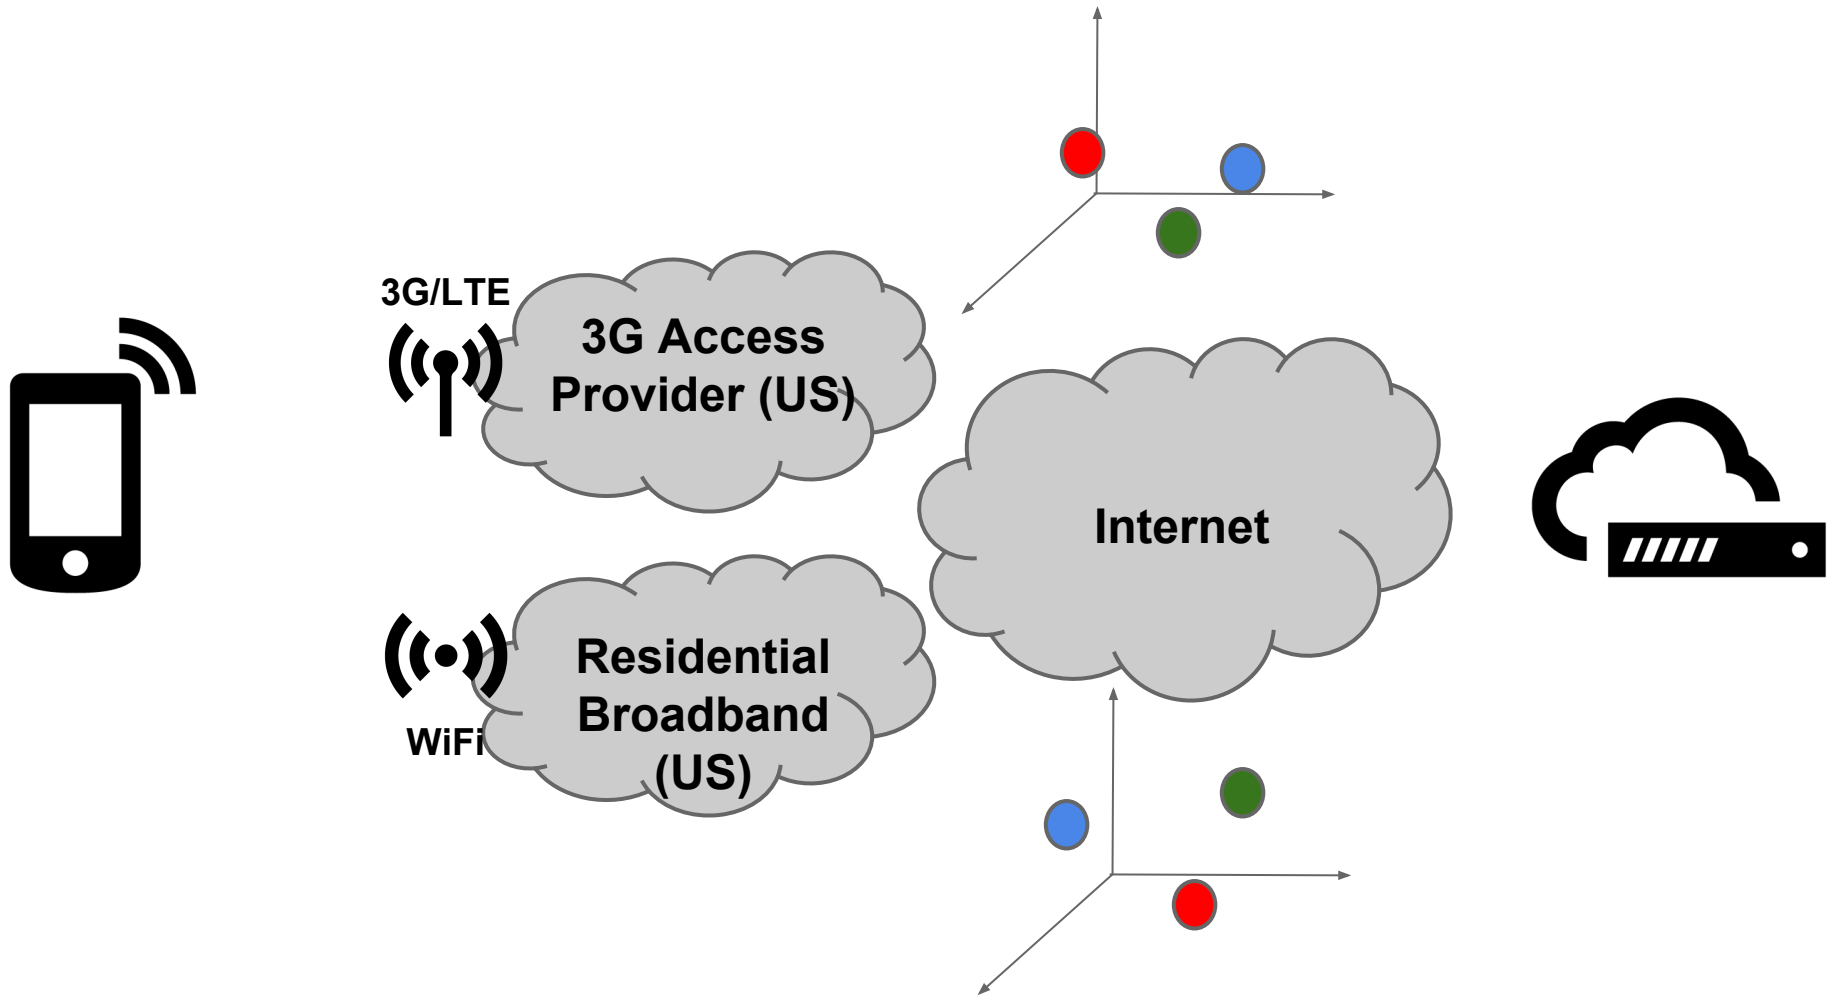 3G/LTE
3G Access
Provider (US)
Internet
Residential
Broadband
(US)
WiFi